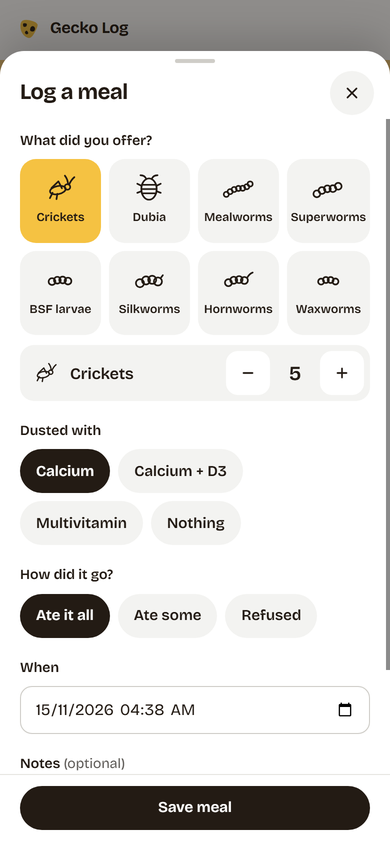 Gecko Log
Log a meal
What did you offer?
Crickets Dubia Mealworms Superworms
BSF larvae Silkworms Hornworms Waxworms
Crickets − 5 +
Dusted with
Calcium Calcium + D3
Multivitamin Nothing
How did it go?
Ate it all Ate some Refused
When
15/11/2026 04:38 AM
Notes (optional)
Save meal